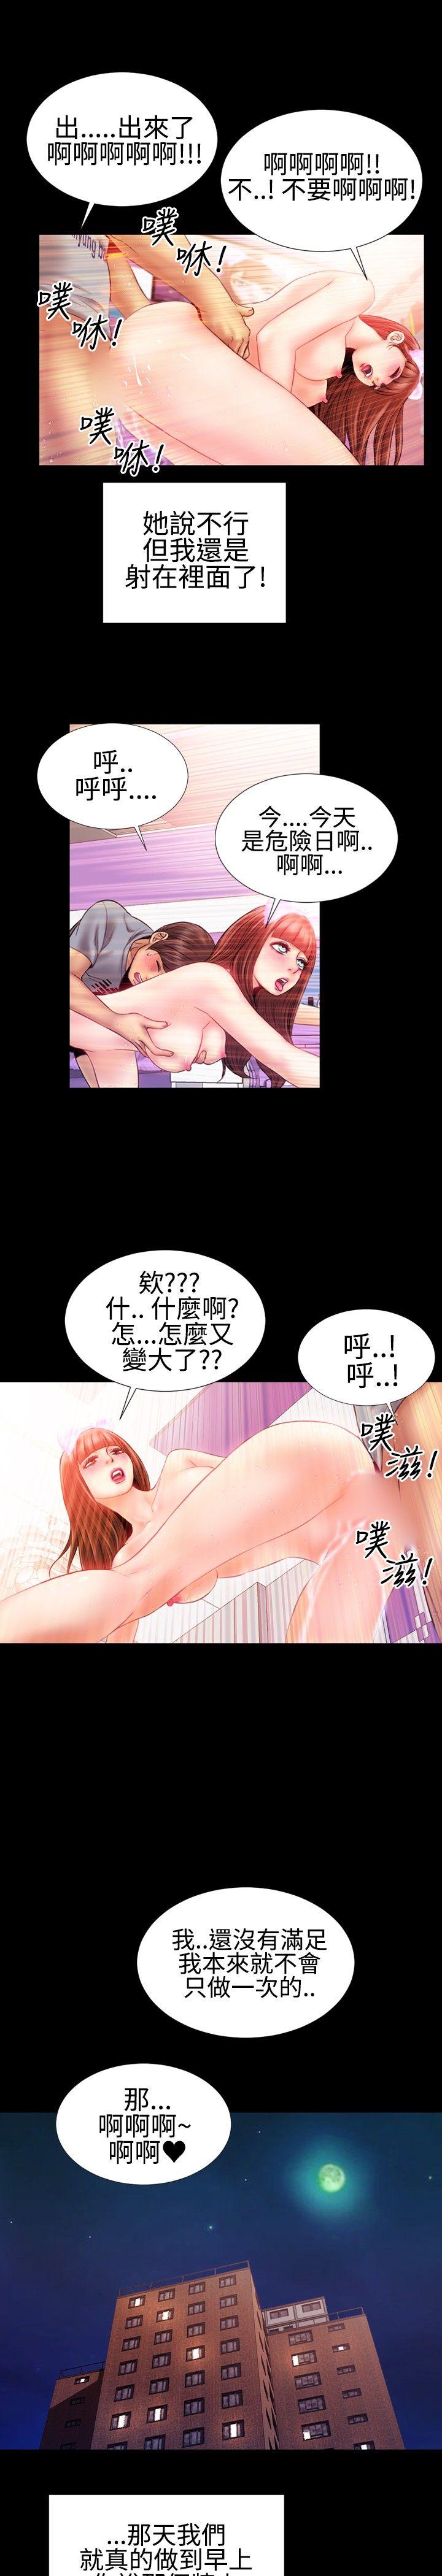 出.....出來了
啊啊啊啊啊!!!
啊啊啊啊!!
不..! 不要啊啊啊!
噗
咻!
噗
咻!
噗
咻!
她說不行
但我還是
射在裡面了!
呼..
呼呼....
今....今天
是危險日啊..
啊啊...
欸???
什.. 什麼啊?
怎...怎麼又
變大了??
呼..!
呼..!
噗
滋!
噗
滋!
我..還沒有滿足
我本來就不會
只做一次的..
那...
啊啊啊~
啊啊♥
...那天我們
就真的做到早上